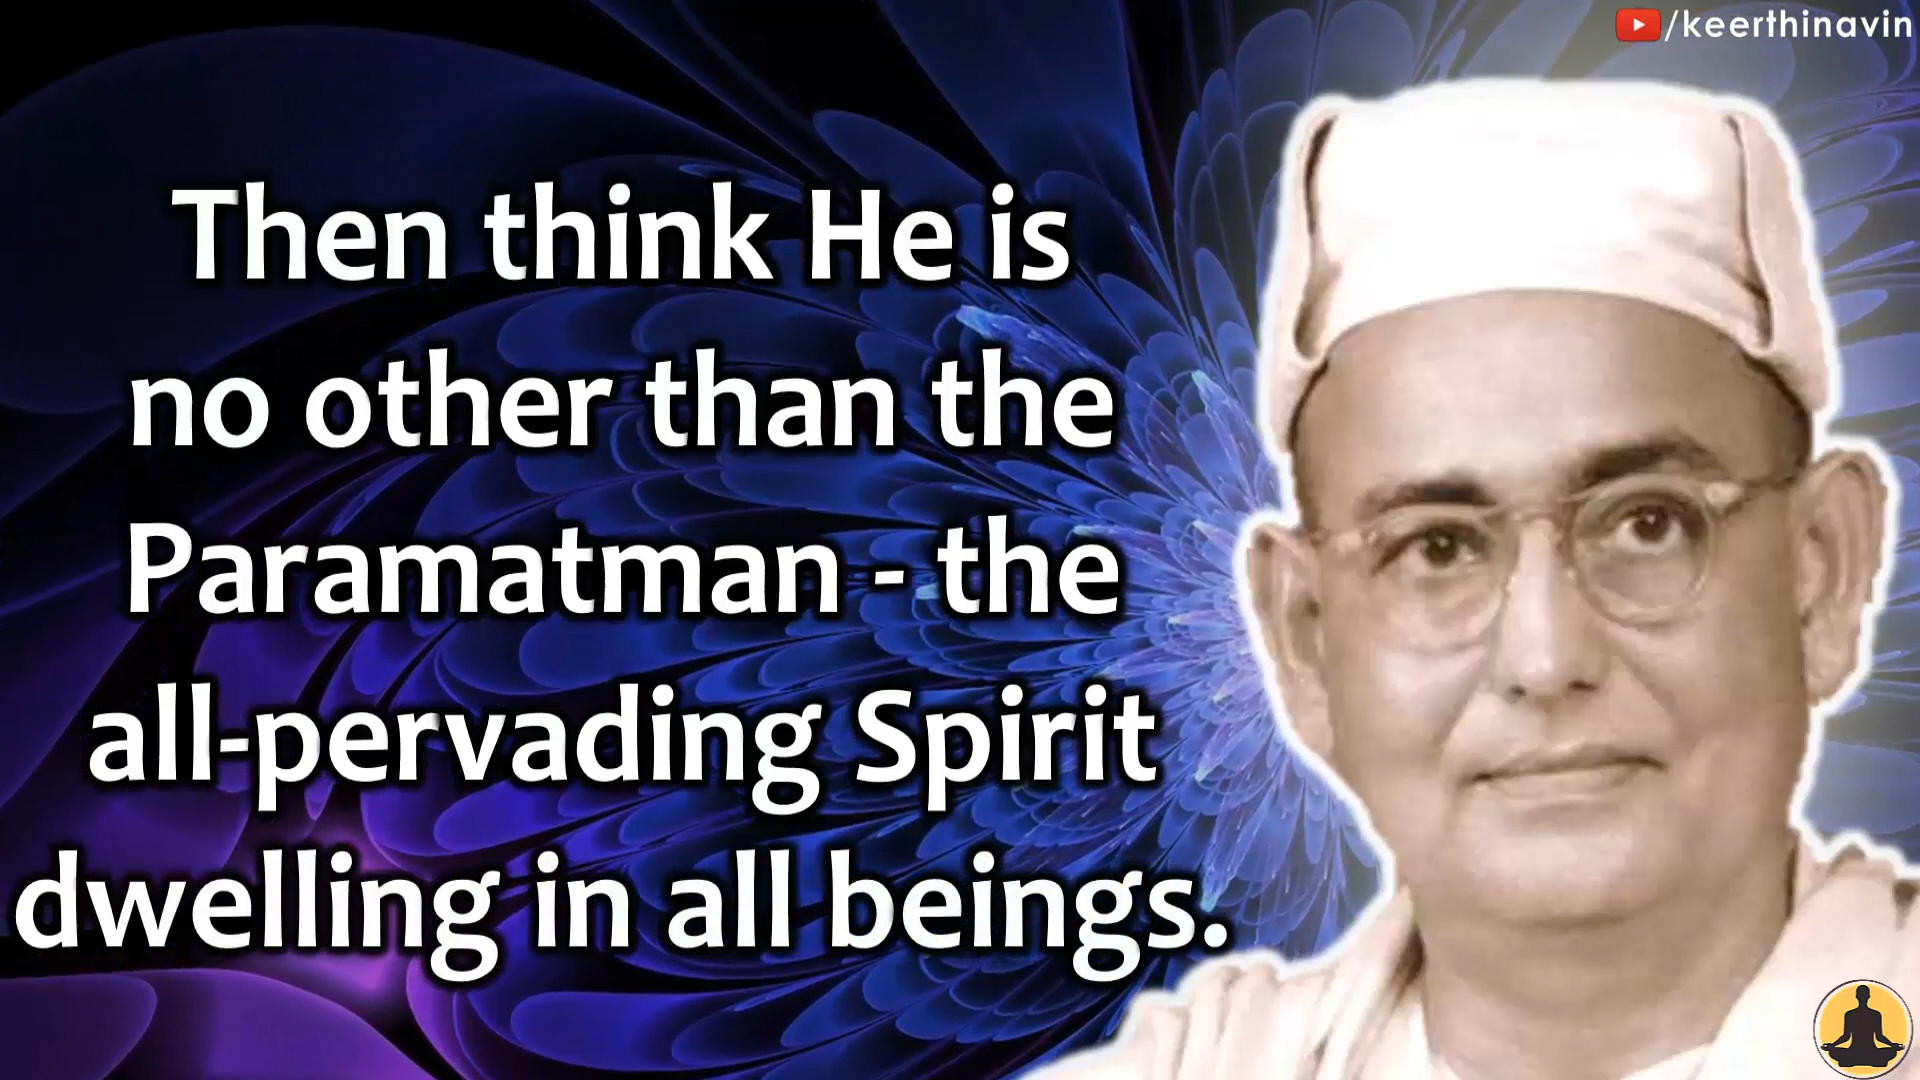 /keerthinavin
Then think He is
no other than the
Paramatman - the
all-pervading Spirit
dwelling in all beings.